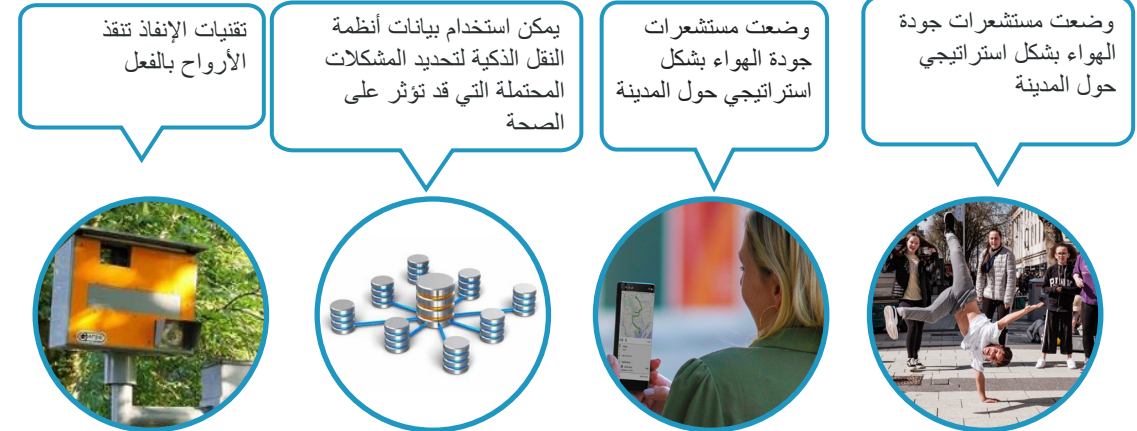 وضعت مستشعرات جودة
الهواء بشكل استراتيجي
حول المدينة
وضعت مستشعرات
جودة الهواء بشكل
استراتيجي حول المدينة
يمكن استخدام بيانات أنظمة
النقل الذكية لتحديد المشكلات
المحتملة التي قد تؤثر على
الصحة
تقنيات الإنفاذ تنقذ
الأرواح بالفعل